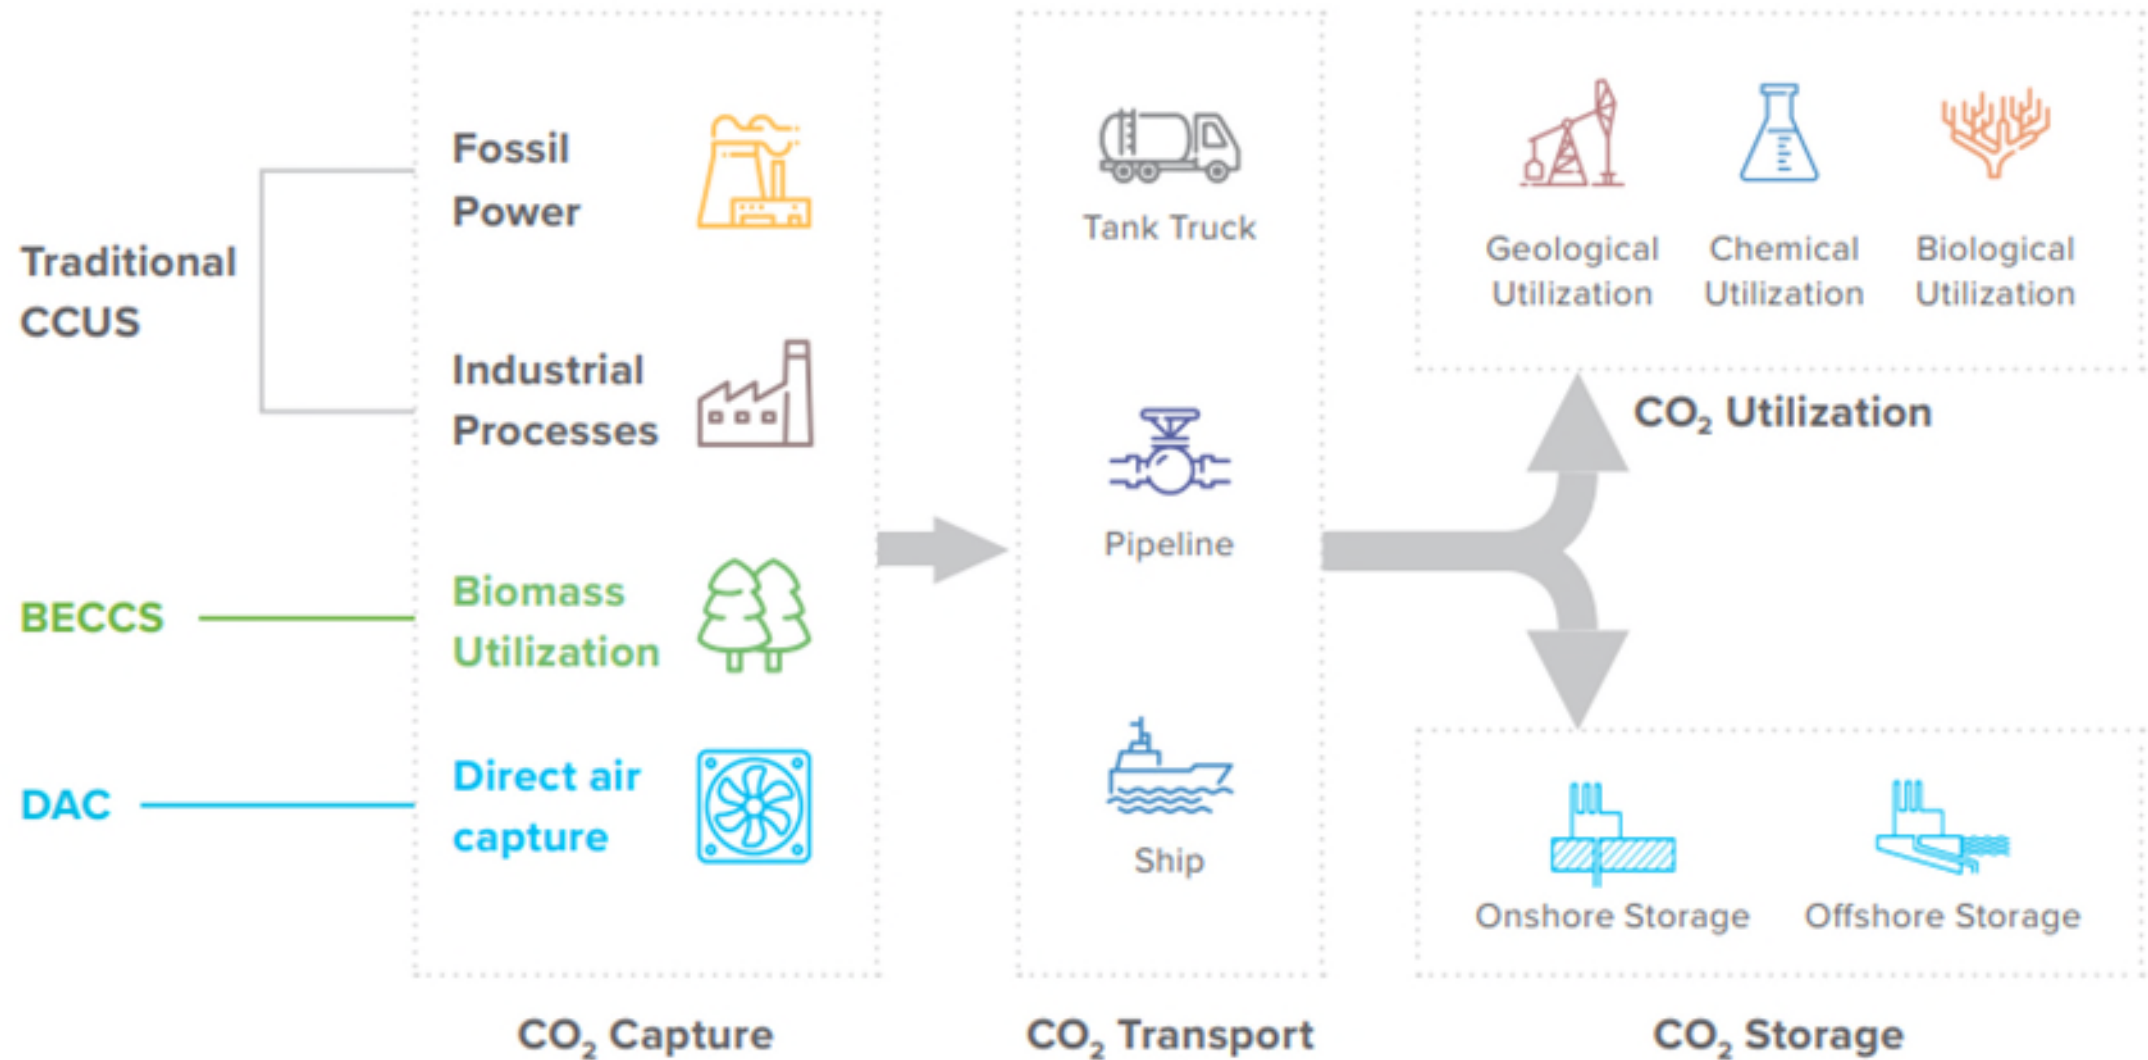 Traditional
CCUS
BECCS
DAC
Fossil
Power
Industrial
Processes
Biomass
Utilization
Direct air
capture
CO₂ Capture
Tank Truck
Pipeline
Ship
CO₂ Transport
Geological
Utilization
Chemical
Utilization
Biological
Utilization
CO₂ Utilization
Onshore Storage
Offshore Storage
CO₂ Storage